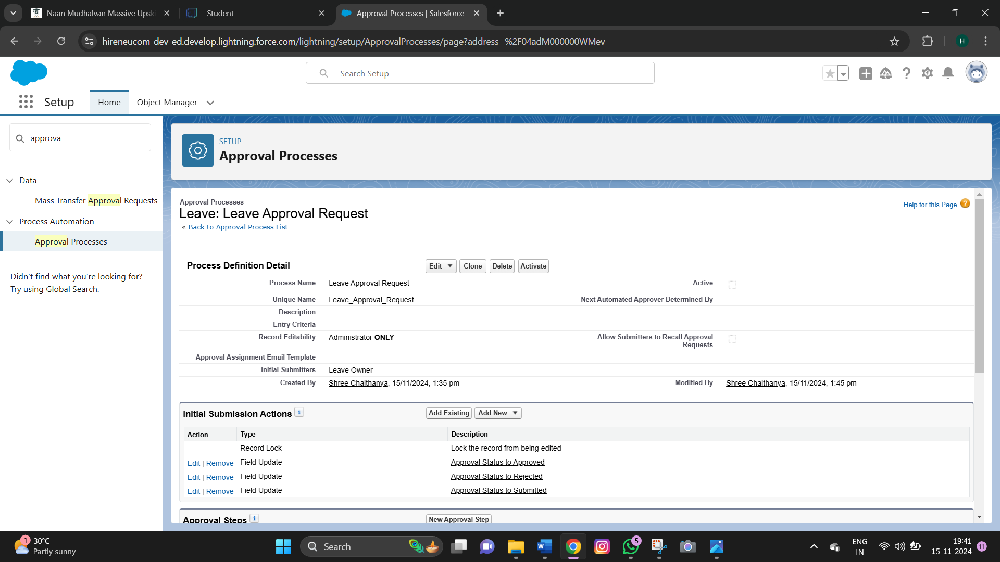 Naan Mudhalvan Massive Upsk
- Student
Approval Processes | Salesforce
hireneucom-dev-ed.develop.lightning.force.com/lightning/setup/ApprovalProcesses/page?address=%2F04adM000000WMev
H
Search Setup
Setup
Home
Object Manager
approva
Data
Mass Transfer Approval Requests
Process Automation
Approval Processes
Didn't find what you're looking for?
Try using Global Search.
SETUP
Approval Processes
Approval Processes
Leave: Leave Approval Request
« Back to Approval Process List
Help for this Page ?
Process Definition Detail
Edit Clone Delete Activate
Process Name Leave Approval Request Active
Unique Name Leave_Approval_Request Next Automated Approver Determined By
Description
Entry Criteria
Record Editability Administrator ONLY Allow Submitters to Recall Approval
Requests
Approval Assignment Email Template
Initial Submitters Leave Owner
Created By Shree Chaithanya, 15/11/2024, 1:35 pm Modified By Shree Chaithanya, 15/11/2024, 1:45 pm
Initial Submission Actions i Add Existing Add New
Action Type Description
Record Lock Lock the record from being edited
Edit | Remove Field Update Approval Status to Approved
Edit | Remove Field Update Approval Status to Rejected
Edit | Remove Field Update Approval Status to Submitted
Approval Steps i New Approval Step
1 30°C
Partly sunny
Search
5
ENG
IN
19:41
15-11-2024
11